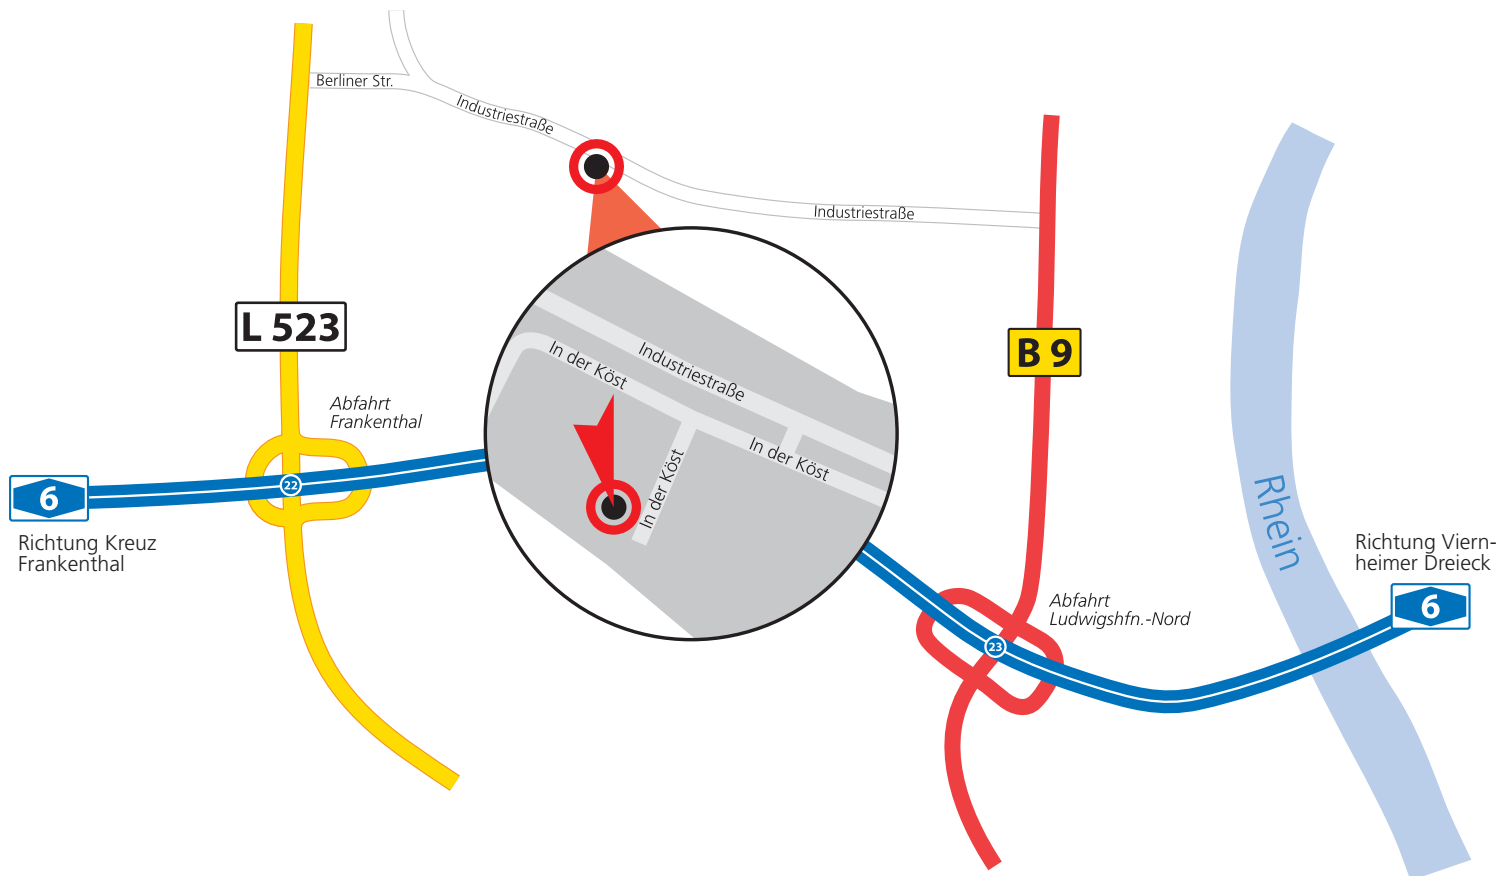 Berliner Str.
Industriestraße
Industriestraße
L 523
B 9
In der Köst
Industriestraße
In der Köst
In der Köst
Abfahrt
Frankenthal
6
22
Richtung Kreuz
Frankenthal
Rhein
Richtung Viern-
heimer Dreieck
6
Abfahrt
Ludwigshfn.-Nord
23